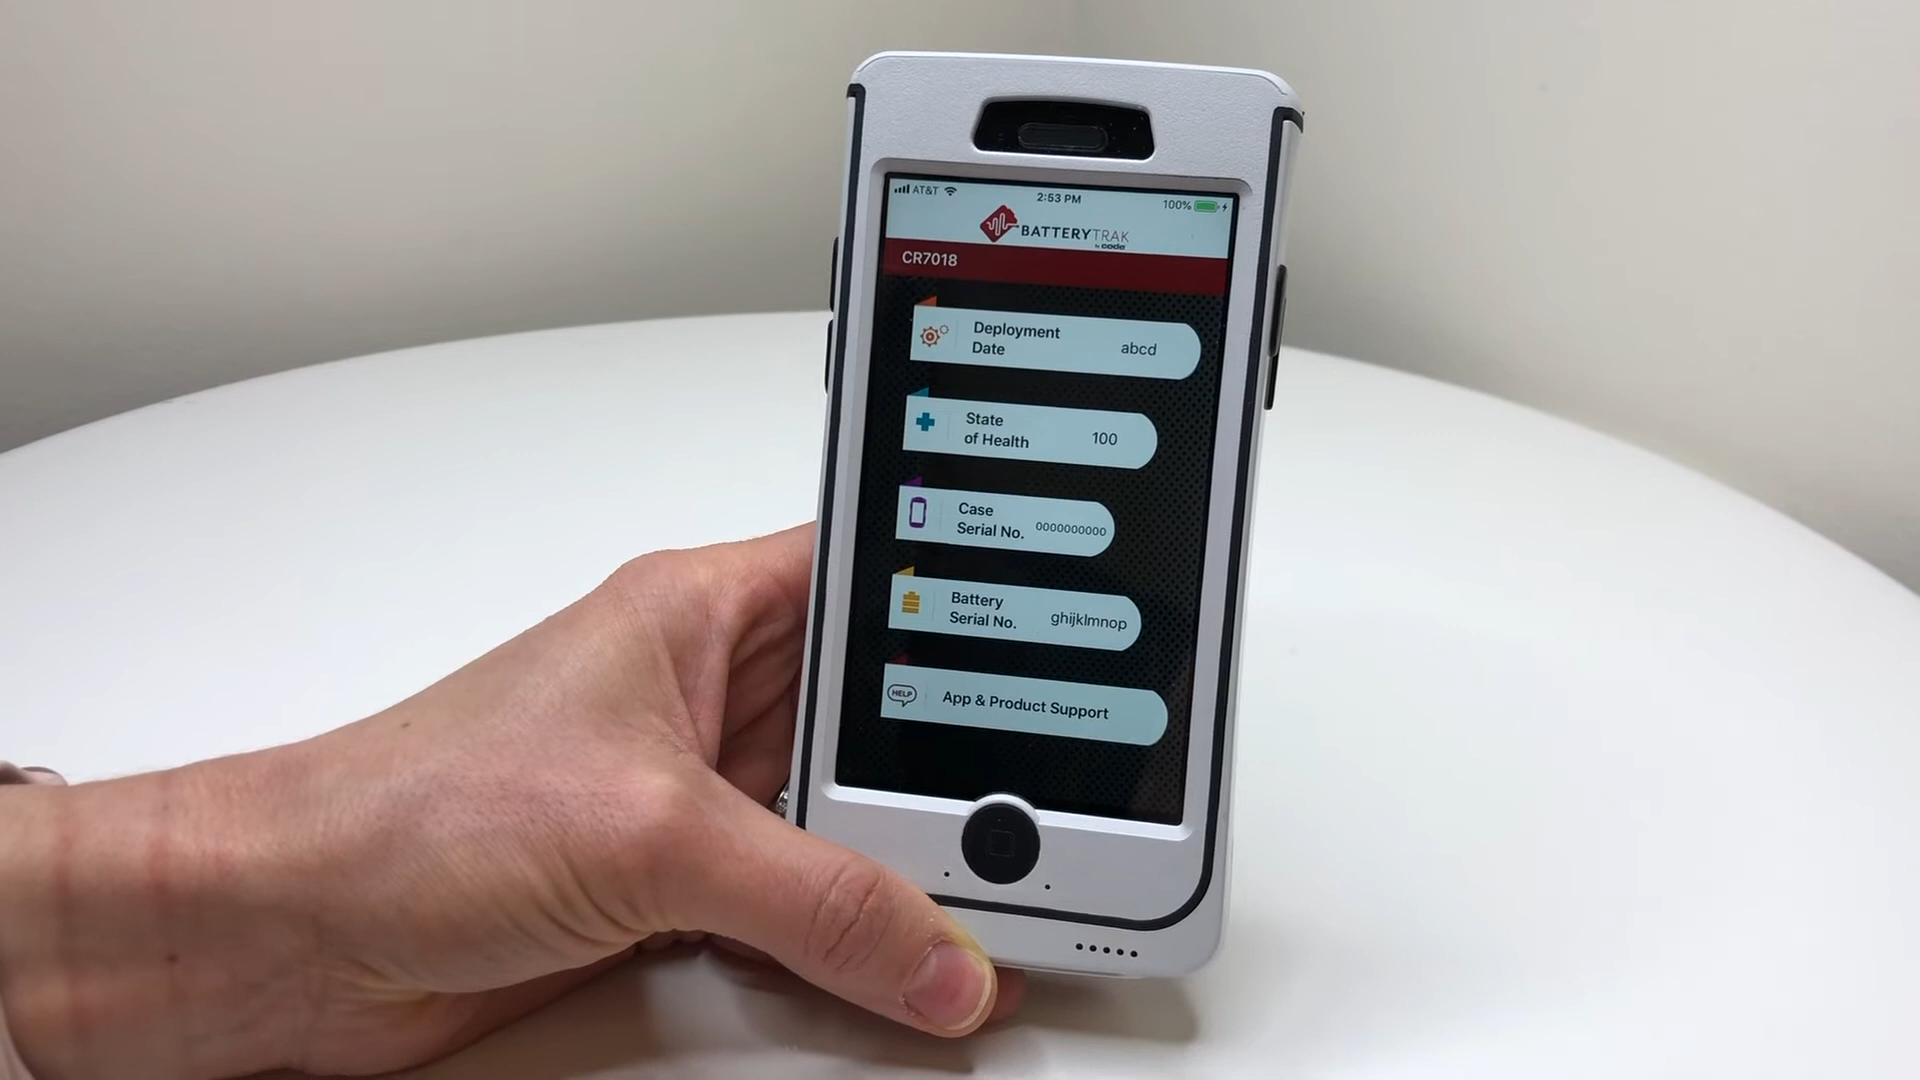 AT&T
2:53 PM
100%
BATTERYTRAK
by code
CR7018
Deployment
Date
abcd
State
of Health
100
Case
Serial No.
0000000000
Battery
Serial No.
ghijklmnop
HELP
App & Product Support